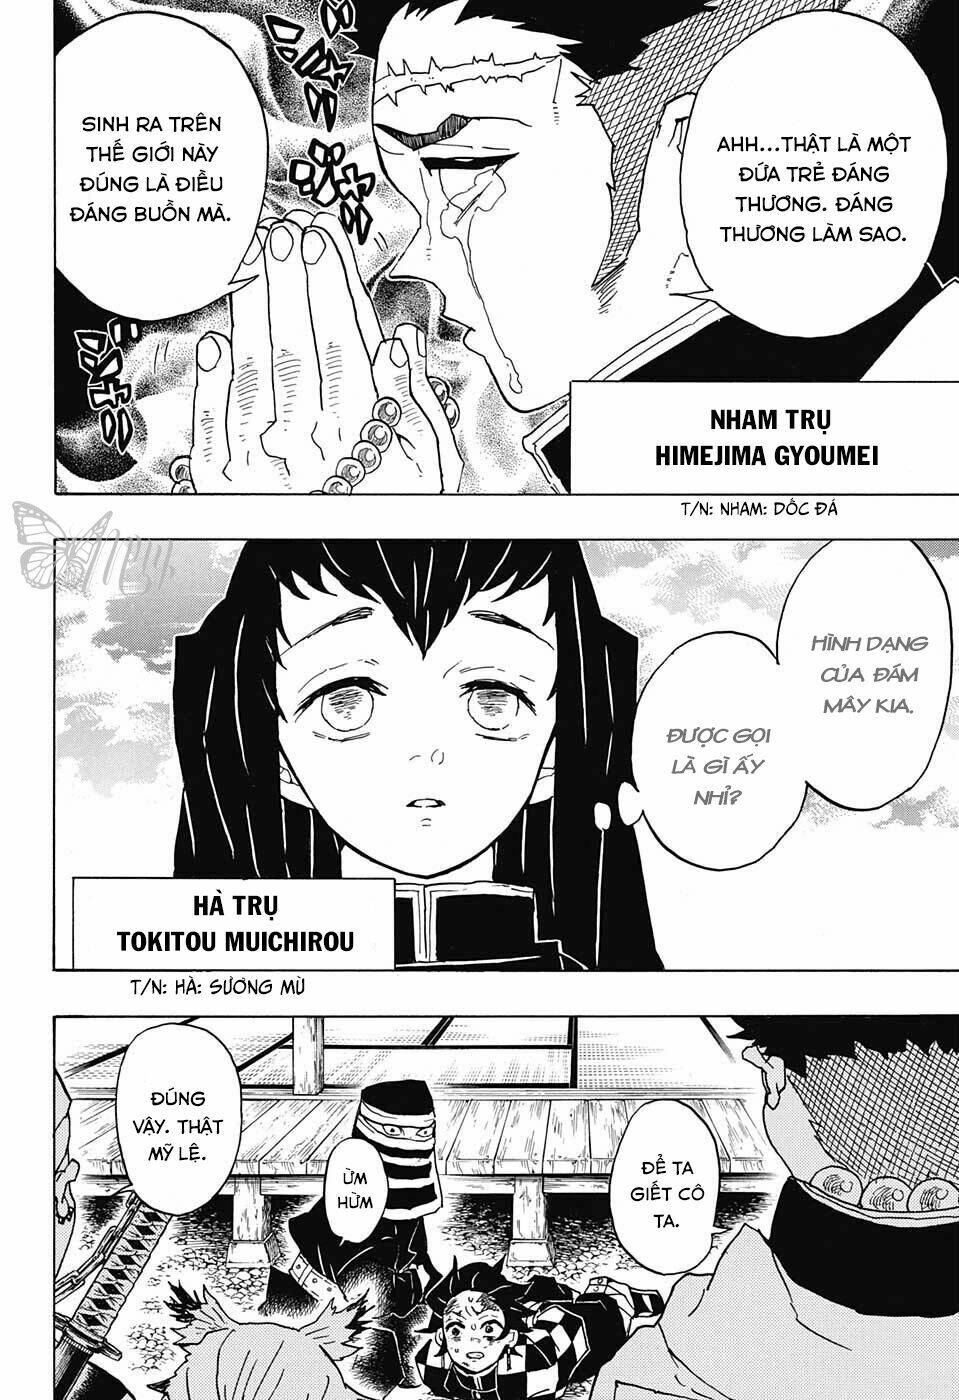 AHH...THẬT LÀ MỘT
ĐỨA TRẺ ĐÁNG
THƯƠNG. ĐÁNG
THƯƠNG LÀM SAO.
SINH RA TRÊN
THẾ GIỚI NÀY
ĐÚNG LÀ ĐIỀU
ĐÁNG BUỒN MÀ.
NHAM TRỤ
HIMEJIMA GYOUMEI
T/N: NHAM: DỐC ĐÁ
HÌNH DẠNG
CỦA ĐÁM
MÂY KIA.
ĐƯỢC GỌI
LÀ GÌ ẤY
NHỈ?
HÀ TRỤ
TOKITOU MUICHIROU
T/N: HÀ: SƯƠNG MÙ
ĐỂ TA
GIẾT CÔ
TA.
ỪM
HỪM
ĐÚNG
VẬY. THẬT
MỸ LỆ.